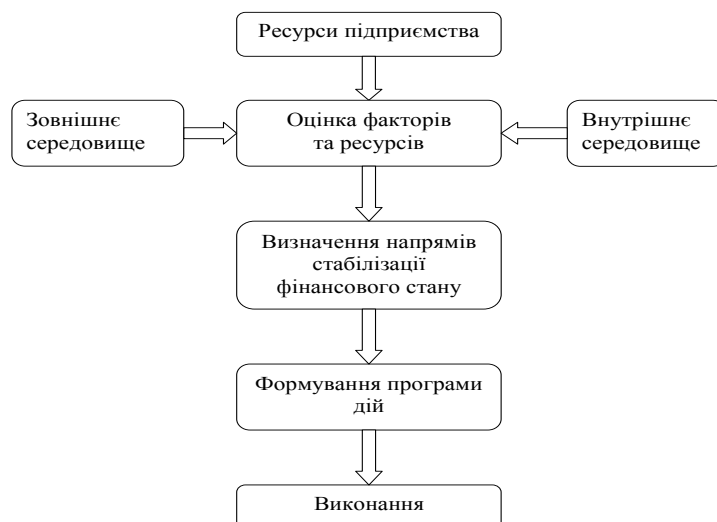 Ресурси підприємства
Зовнішнє
середовище
Оцінка факторів
та ресурсів
Внутрішнє
середовище
Визначення напрямів
стабілізації
фінансового стану
Формування програми
дій
Виконання